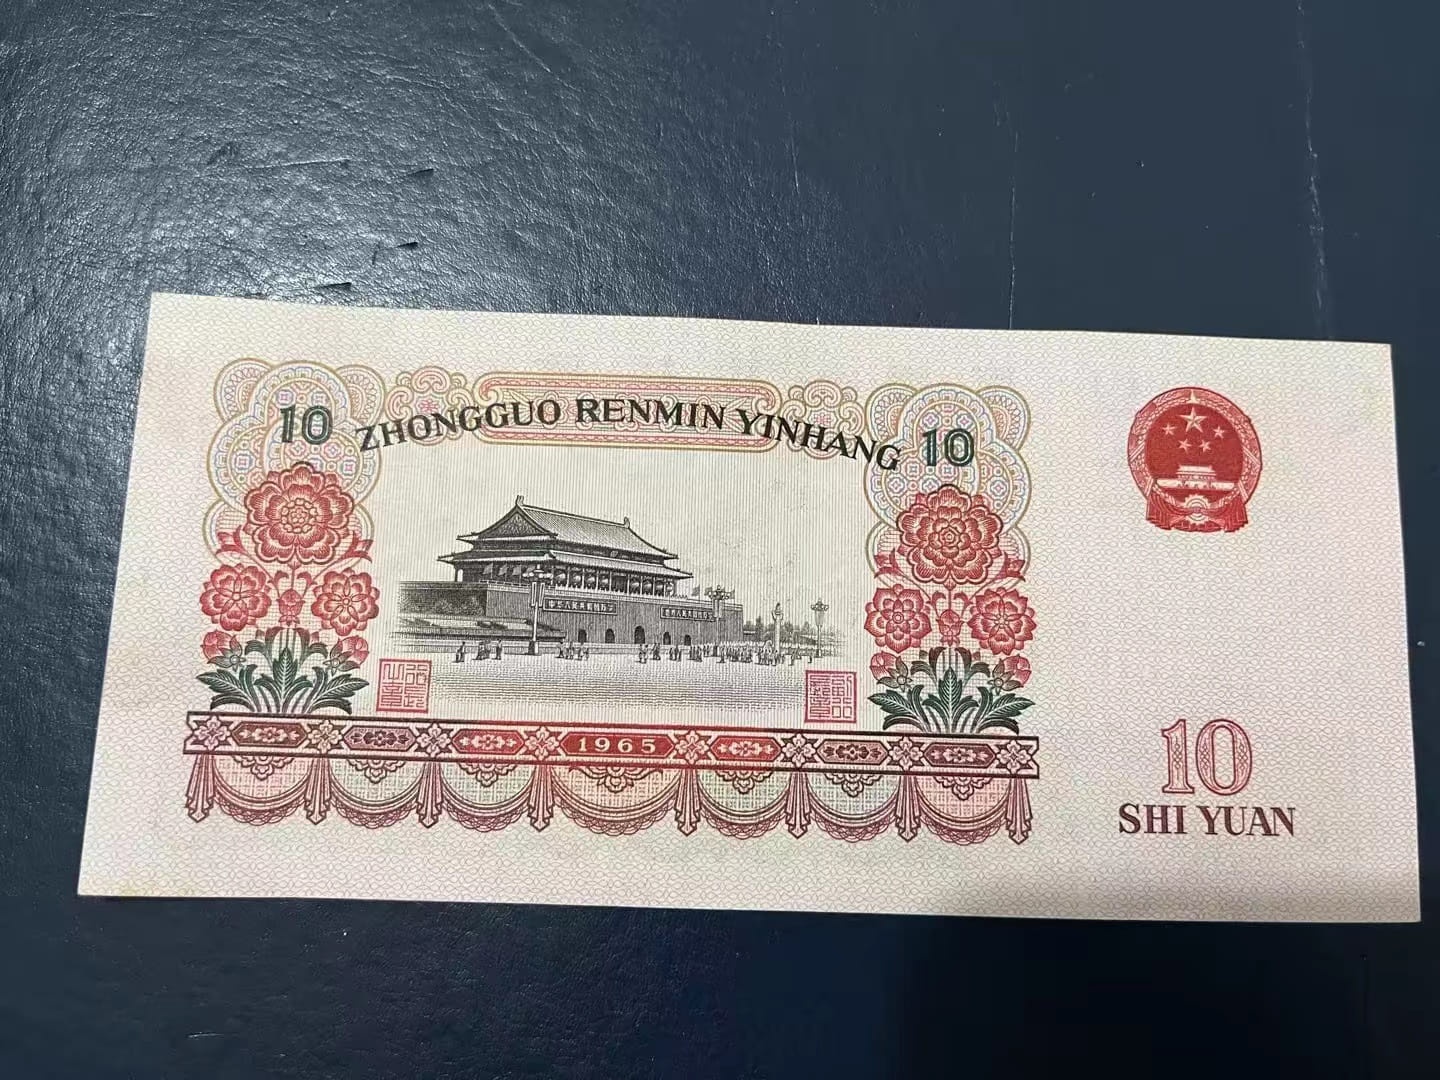 10 ZHONGGUO RENMIN YINHANG 10
1965
10
SHI YUAN